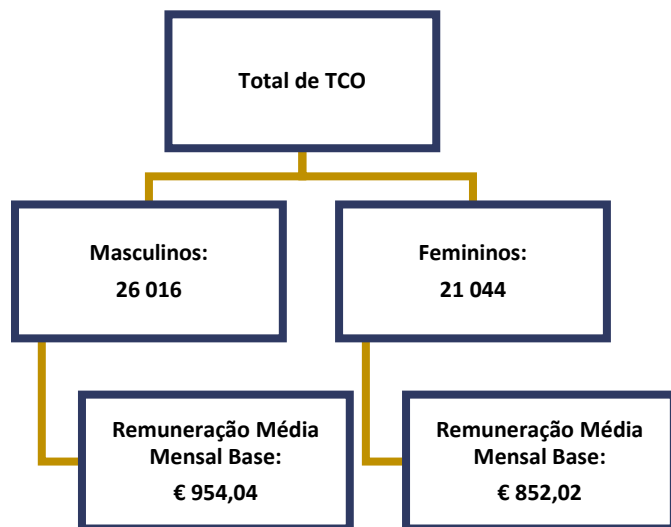 Total de TCO
Masculinos:
26 016
Femininos:
21 044
Remuneração Média
Mensal Base:
€ 954,04
Remuneração Média
Mensal Base:
€ 852,02